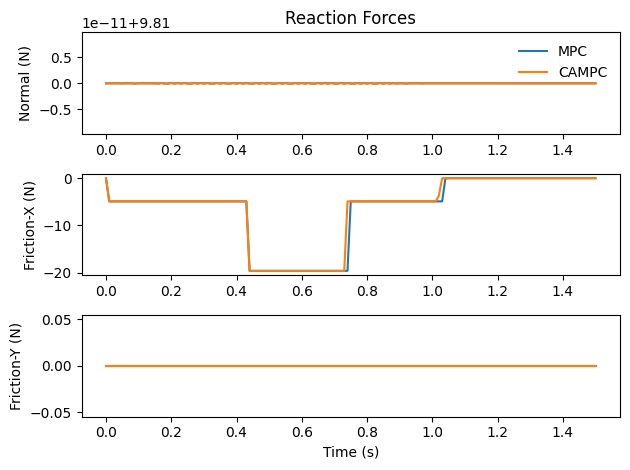 Reaction Forces
1e−11+9.81
Normal (N)
0.5
0.0
−0.5
MPC
CAMPC
0.0 0.2 0.4 0.6 0.8 1.0 1.2 1.4
Friction-X (N)
0
−10
−20
0.0 0.2 0.4 0.6 0.8 1.0 1.2 1.4
Friction-Y (N)
0.05
0.00
−0.05
0.0 0.2 0.4 0.6 0.8 1.0 1.2 1.4
Time (s)